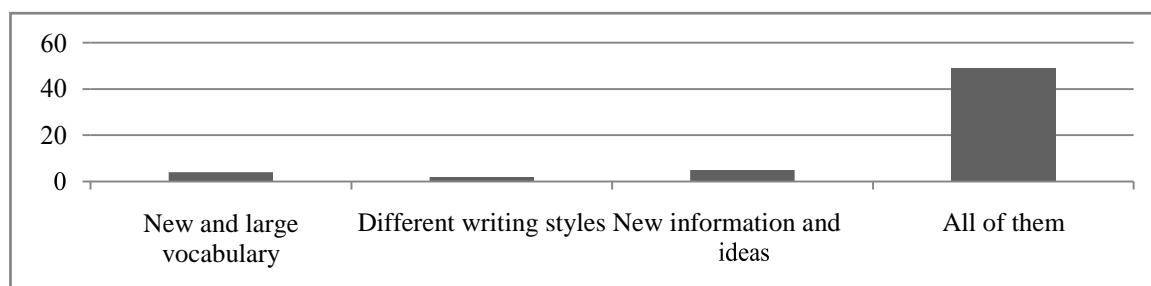 60
40
20
0
New and large
vocabulary
Different writing styles
New information and
ideas
All of them